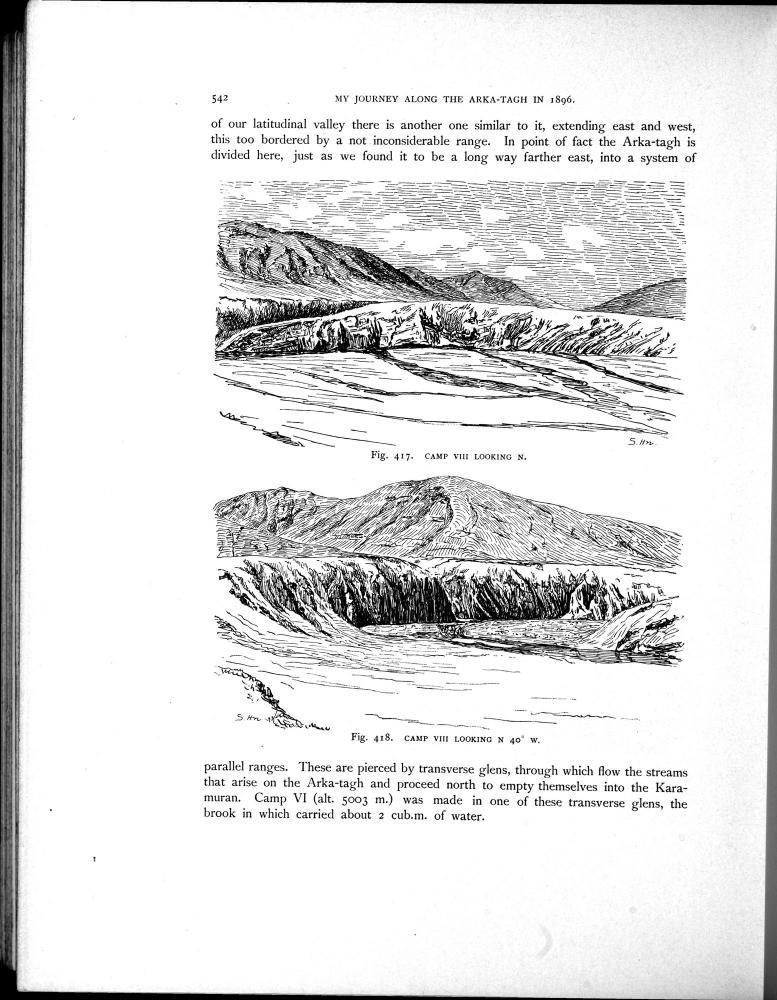 542 MY JOURNEY ALONG THE ARKA-TAGH IN 1896.
of our latitudinal valley there is another one similar to it, extending east and west,
this too bordered by a not inconsiderable range. In point of fact the Arka-tagh is
divided here, just as we found it to be a long way farther east, into a system of
S. Hn.
Fig. 417. CAMP VIII LOOKING N.
S. Hn
Fig. 418. CAMP VIII LOOKING N 40° W.
parallel ranges. These are pierced by transverse glens, through which flow the streams
that arise on the Arka-tagh and proceed north to empty themselves into the Kara-
muran. Camp VI (alt. 5003 m.) was made in one of these transverse glens, the
brook in which carried about 2 cub.m. of water.